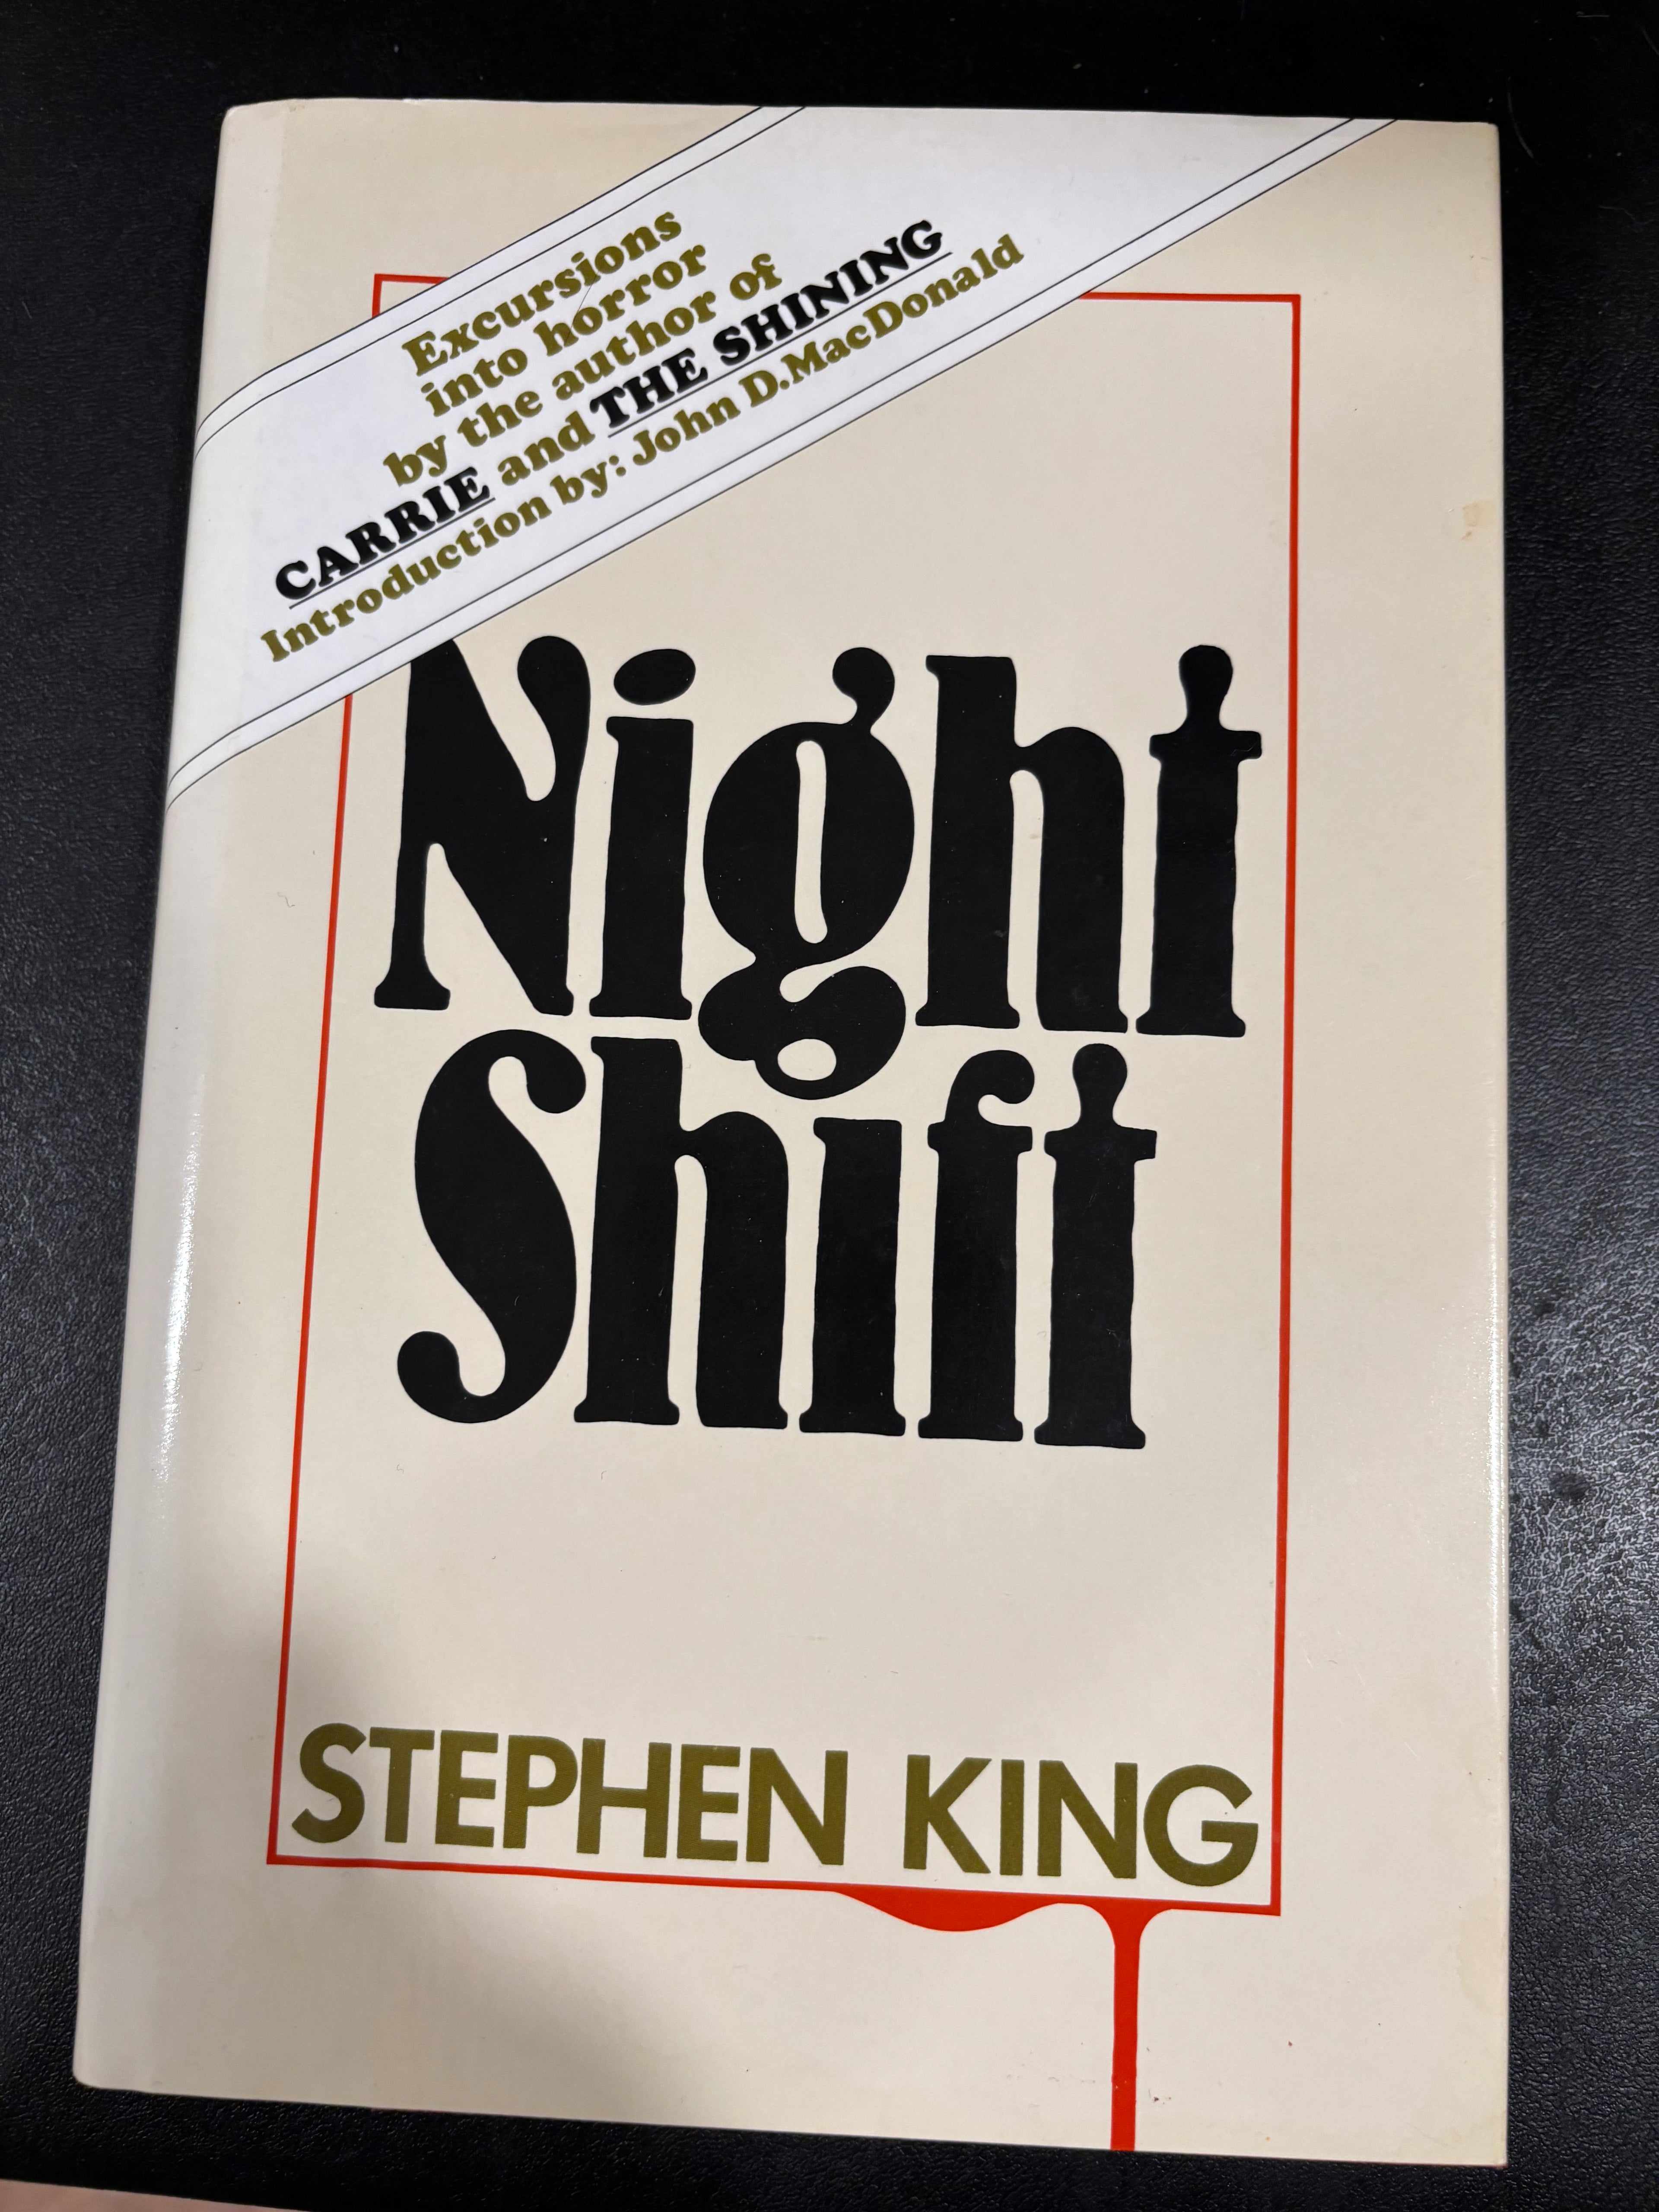 Excursions
into horror
by the author of
CARRIE and THE SHINING
Introduction by: John D.MacDonald
Night
Shift
STEPHEN KING